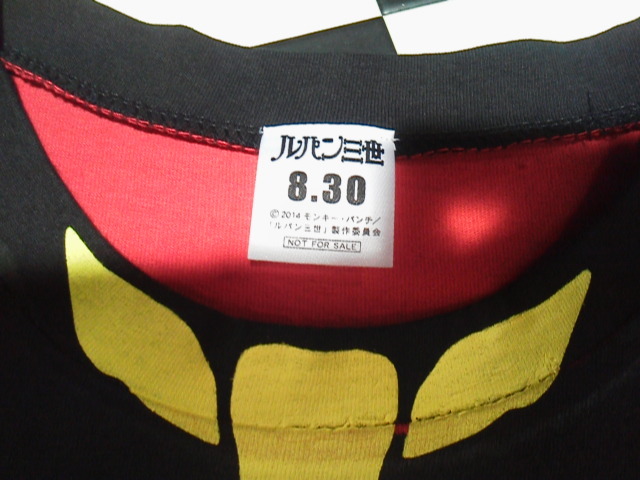 ルパン三世
8.30
© 2014 モンキー・パンチ/
「ルパン三世」製作委員会
NOT FOR SALE